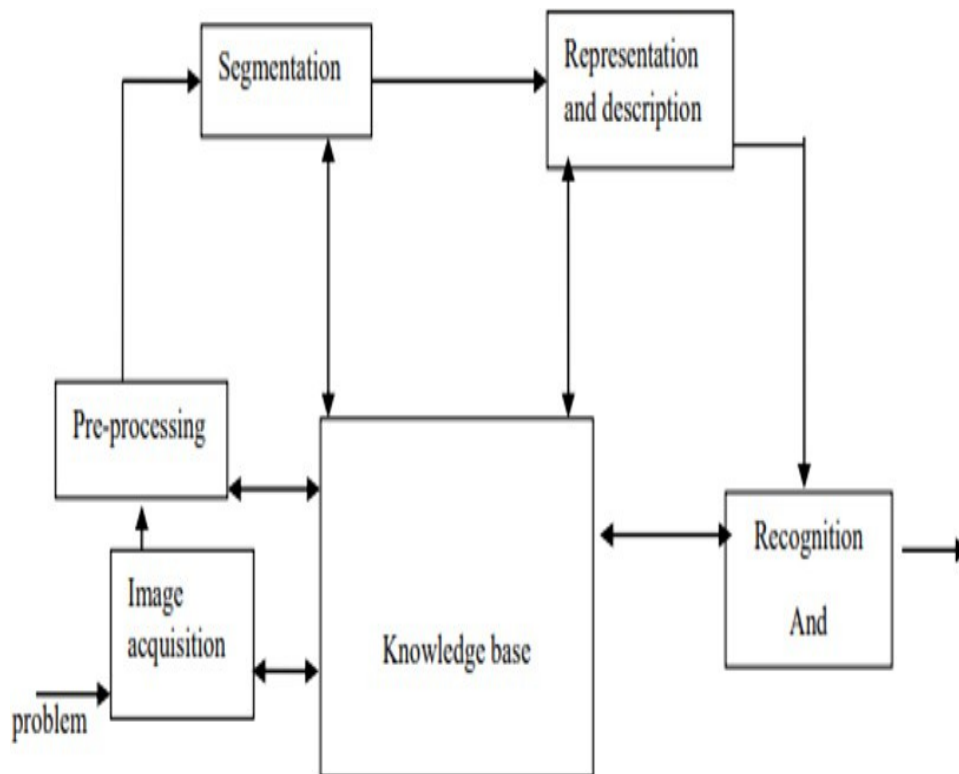 Segmentation
Representation
and description
Pre-processing
Image
acquisition
problem
Knowledge base
Recognition
And